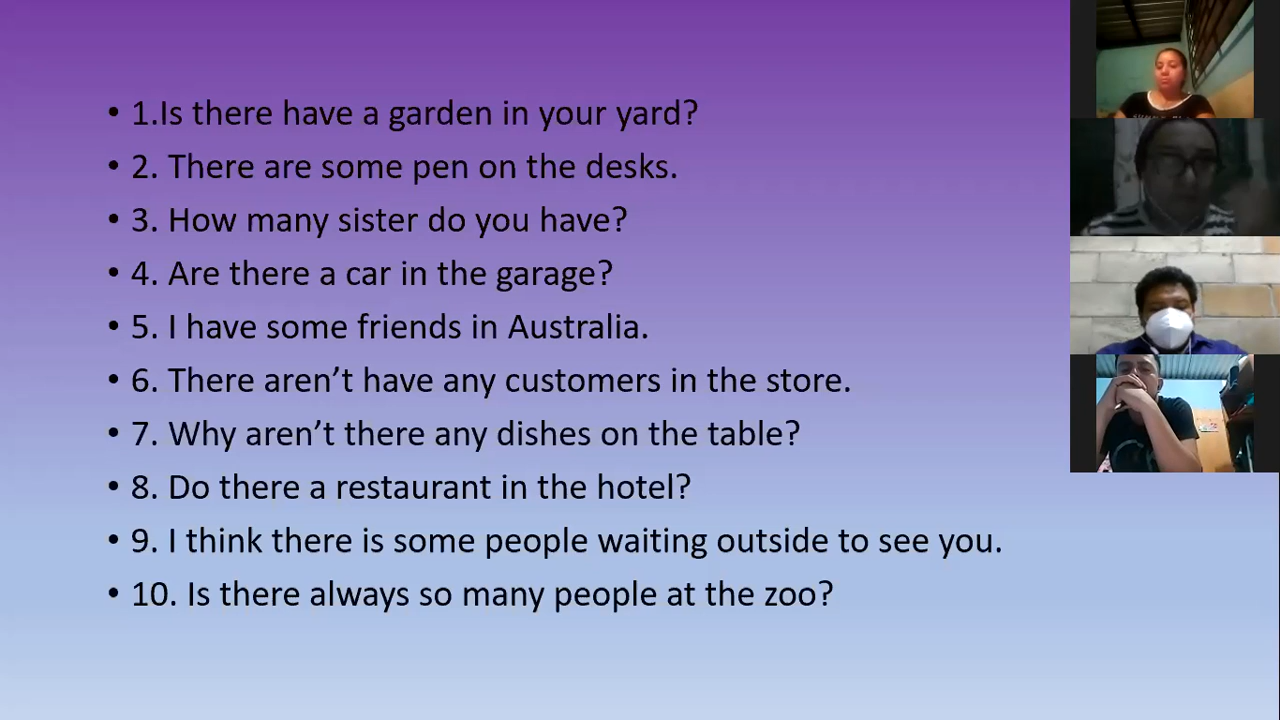 • 1.Is there have a garden in your yard?
• 2. There are some pen on the desks.
• 3. How many sister do you have?
• 4. Are there a car in the garage?
• 5. I have some friends in Australia.
• 6. There aren’t have any customers in the store.
• 7. Why aren’t there any dishes on the table?
• 8. Do there a restaurant in the hotel?
• 9. I think there is some people waiting outside to see you.
• 10. Is there always so many people at the zoo?